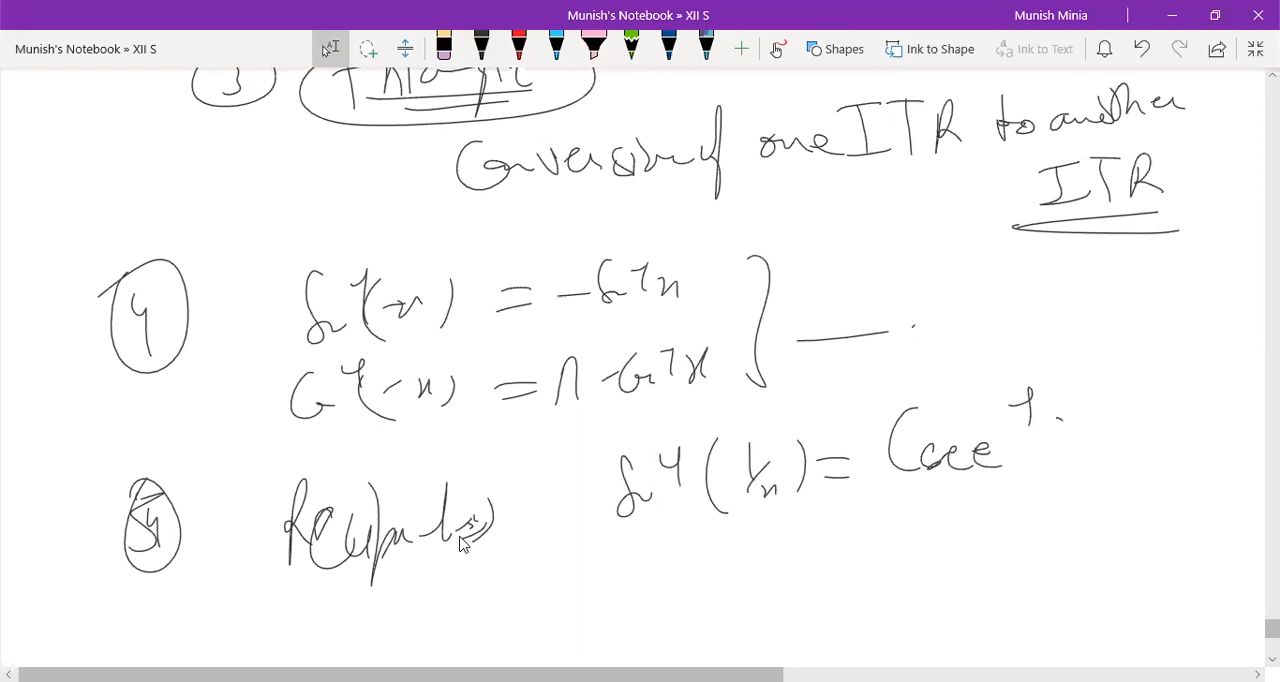 Munish's Notebook » XII S
Munish Minia
Munish's Notebook » XII S
Shapes Ink to Shape Ink to Text
3
Conversion of one ITR to another
ITR
4 sin⁻¹(-x) = -sin⁻¹x
Cos⁻¹(-x) = π - Cos⁻¹x
sin⁻¹(1/x) = Cosec⁻¹
5